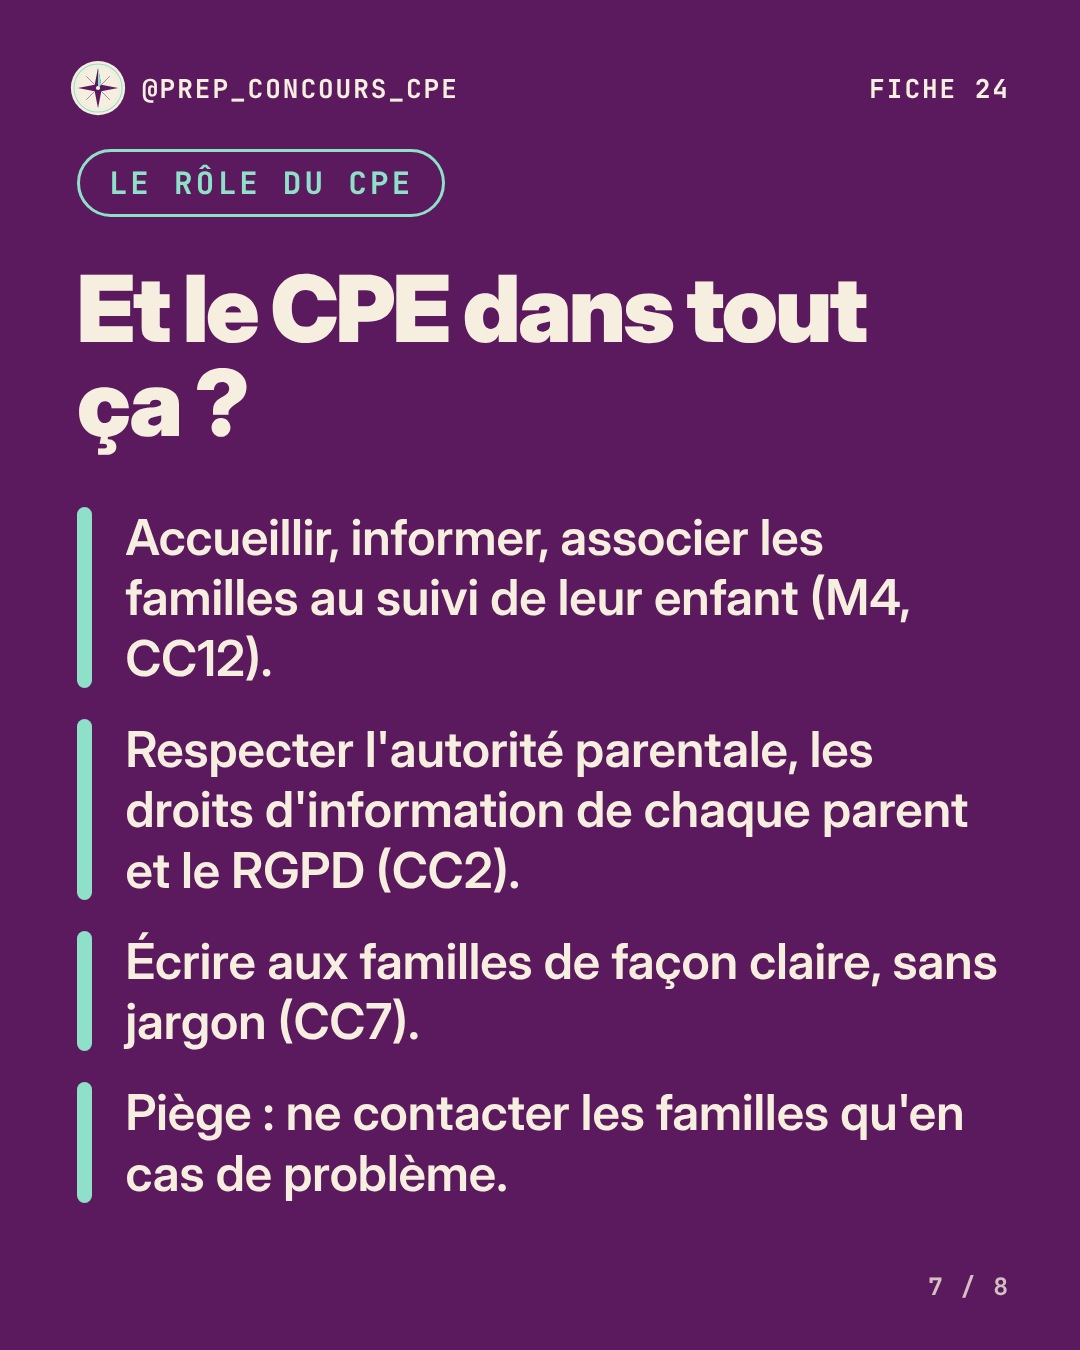 @PREP_CONCOURS_CPE
FICHE 24
LE RÔLE DU CPE
Et le CPE dans tout
ça ?
Accueillir, informer, associer les
familles au suivi de leur enfant (M4,
CC12).
Respecter l'autorité parentale, les
droits d'information de chaque parent
et le RGPD (CC2).
Écrire aux familles de façon claire, sans
jargon (CC7).
Piège : ne contacter les familles qu'en
cas de problème.
7 / 8